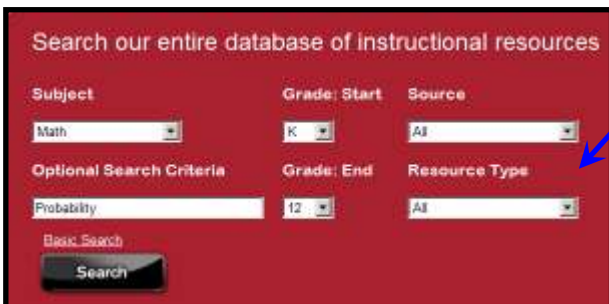 Search our entire database of instructional resources
Subject Grade: Start Source
Math K All
Optional Search Criteria Grade: End Resource Type
Probability 12 All
Basic Search
Search